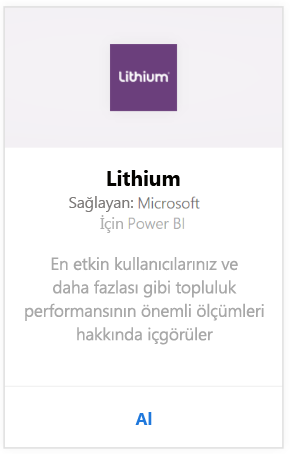 Lithium
Lithium
Sağlayan: Microsoft
İçin Power BI
En etkin kullanıcılarınız ve
daha fazlası gibi topluluk
performansının önemli ölçümleri
hakkında içgörüler
Al